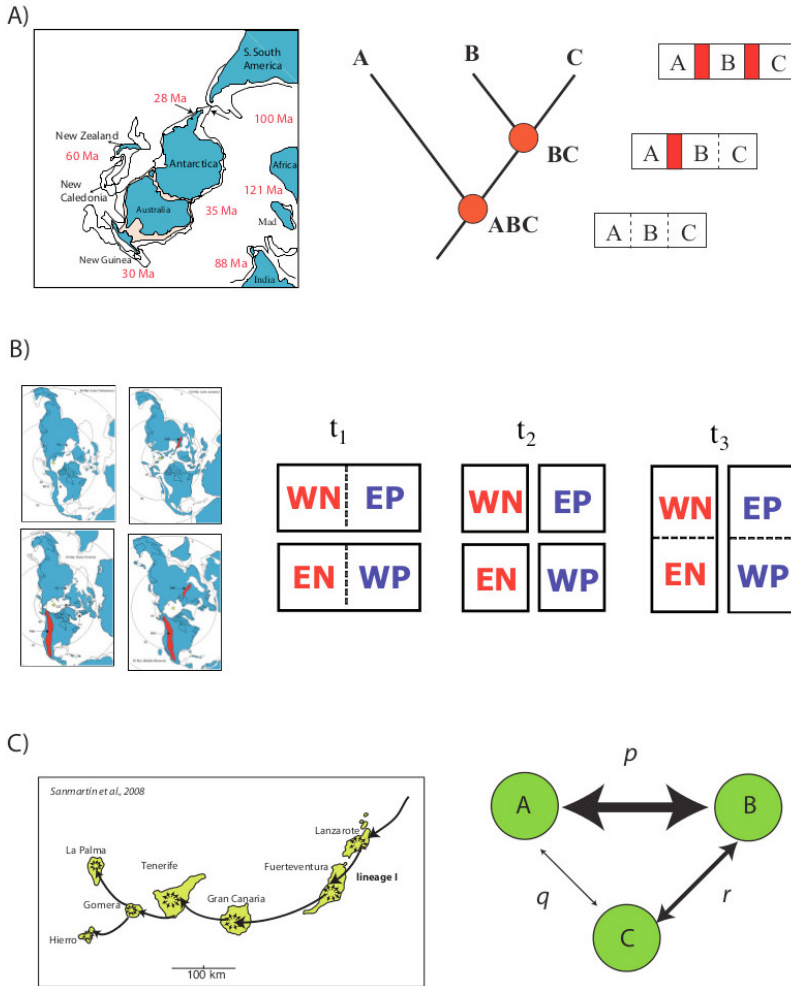 A)
S. South
America
28 Ma
100 Ma
New Zealand
60 Ma
Antarctica
Africa
New
Caledonia
121 Ma
Australia
35 Ma
Mad
New Guinea
30 Ma
88 Ma
India
A
B
C
BC
ABC
A B C
A B C
A B C
B)
t1
t2
t3
WN EP
EN WP
WN EP
EN WP
WN EP
EN WP
C)
Sanmartín et al., 2008
Lanzarote
La Palma
Tenerife
Fuerteventura
lineage I
Gomera
Gran Canaria
Hierro
100 km
p
A
B
q
r
C